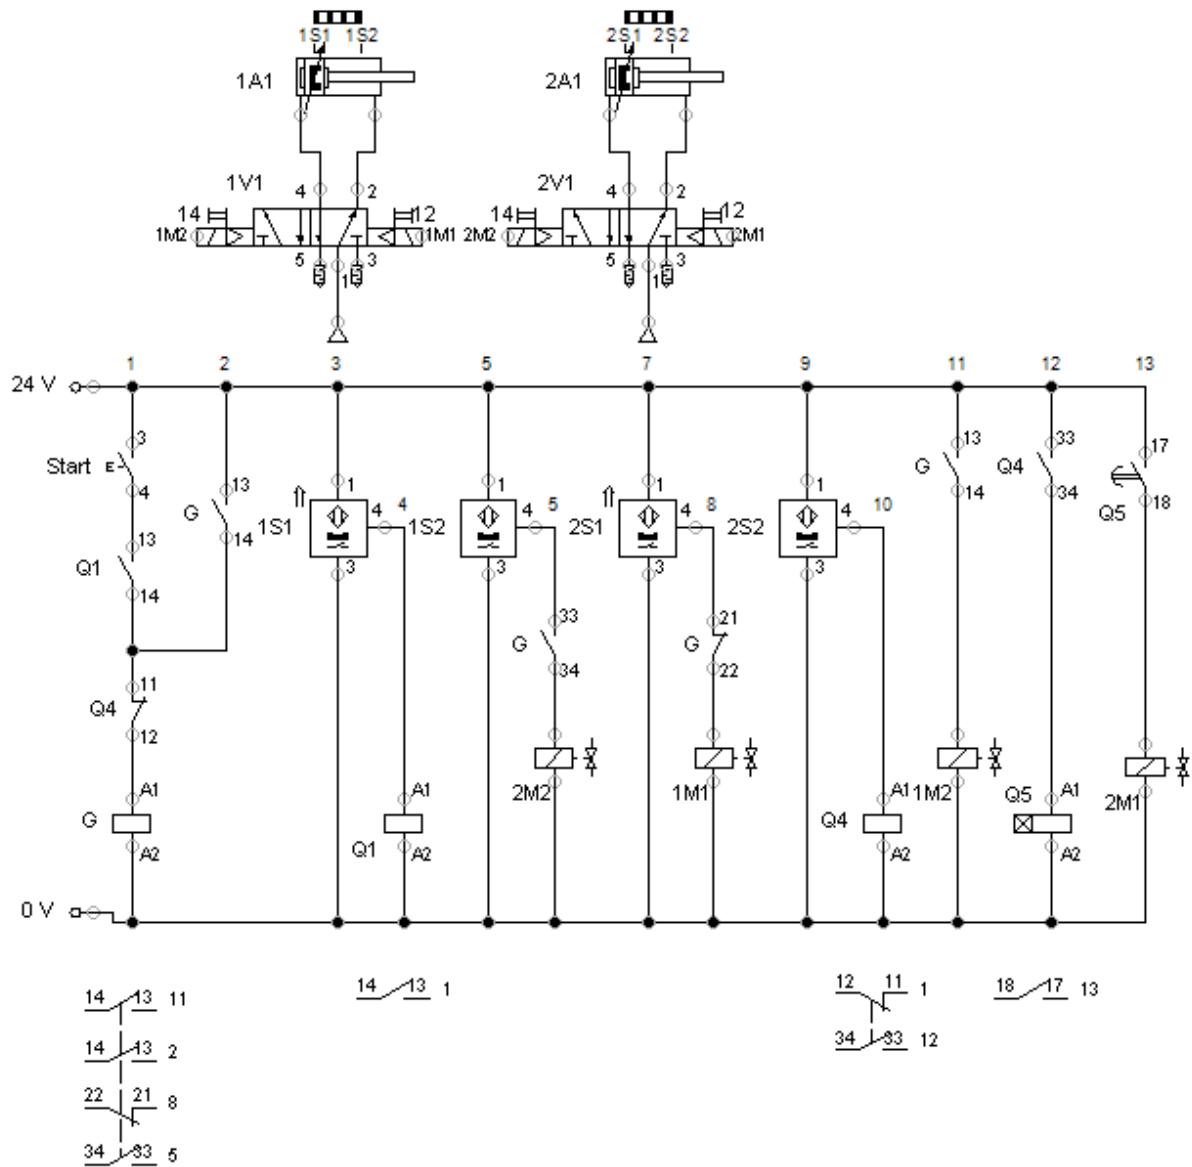 1S1 1S2 2S1 2S2
1A1 2A1
1V1 4 2 2V1 4 2
14 12 14 12
1M2 1M1 2M2 2M1
5 1 3 5 1 3
1 2 3 5 7 9 11 12 13
24 V
3 13 33 17
Start E G Q4
4 13 1 1 1 1 14 34 18
G 1S1 4 4 1S2 4 5 2S1 4 8 2S2 4 10 Q5
13 14
Q1 3 3 3 3
14 33 21
G G
11 34 22
Q4
12
A1 A1 2M2 1M1 A1 1M2 Q5 A1 2M1
G Q4
A2 Q1 A2 A2 A2
0 V
14 13 11 14 13 1 12 11 1 18 17 13
14 13 2 34 33 12
22 21 8
34 33 5